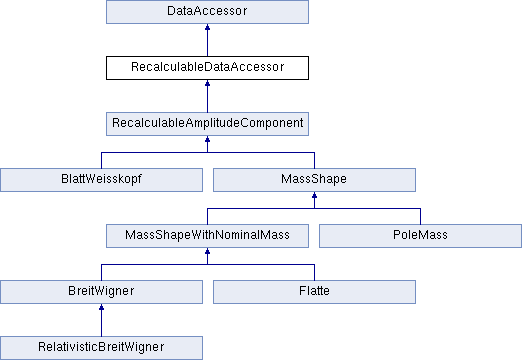 DataAccessor
RecalculableDataAccessor
RecalculableAmplitudeComponent
BlattWeisskopf
MassShape
MassShapeWithNominalMass
PoleMass
BreitWigner
Flatte
RelativisticBreitWigner